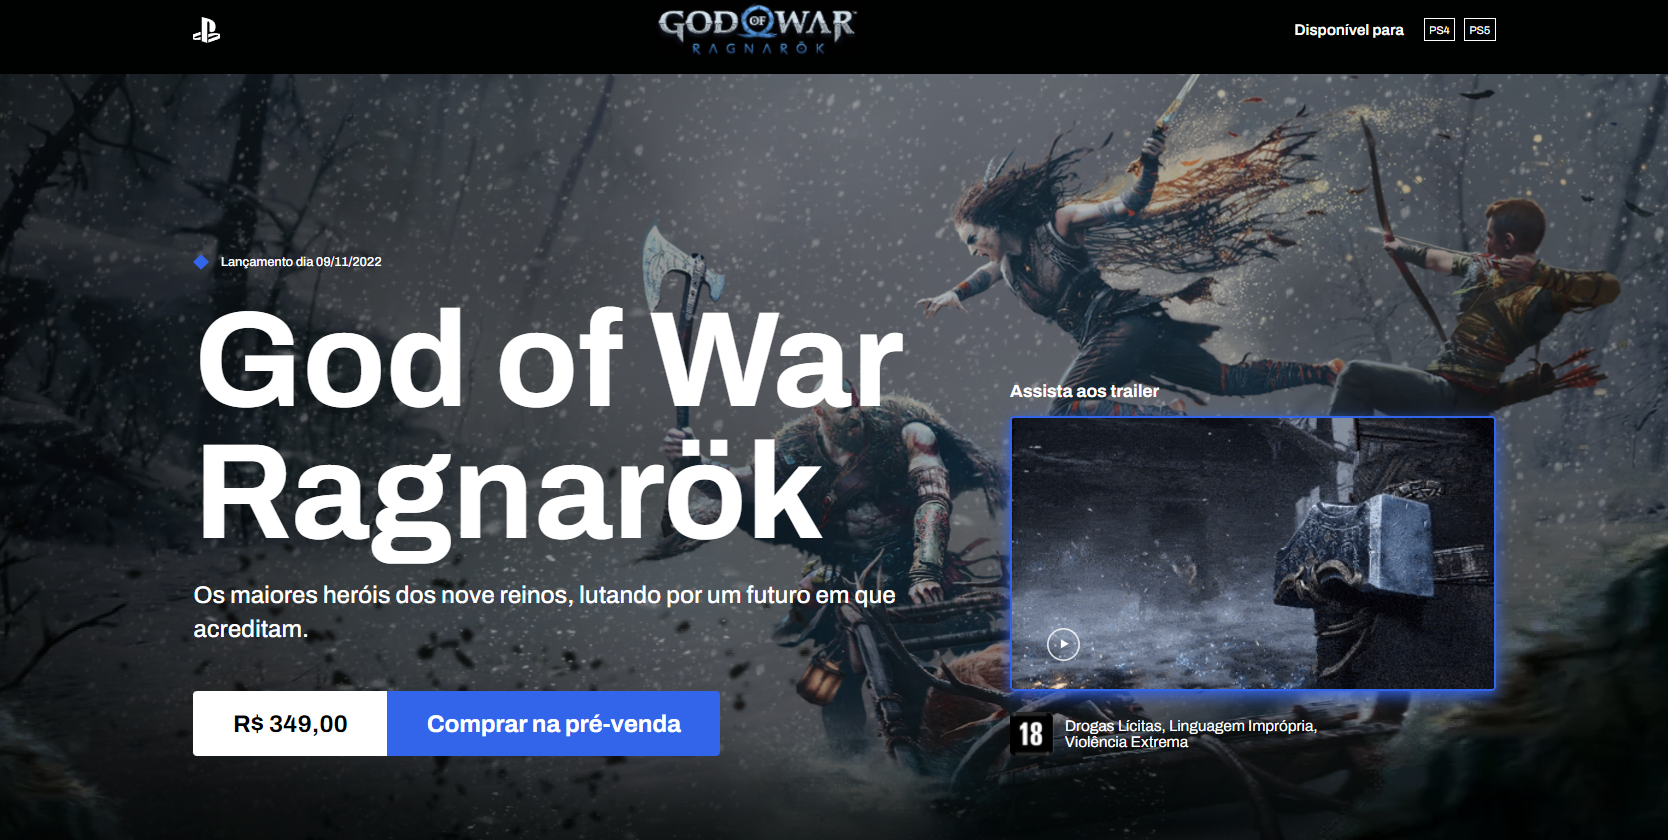 GOD OF WAR
RAGNARÖK
Disponível para
PS4
PS5
Lançamento dia 09/11/2022
God of War
Ragnarök
Os maiores heróis dos nove reinos, lutando por um futuro em que
acreditam.
R$ 349,00
Comprar na pré-venda
Assista aos trailer
18
Drogas Lícitas, Linguagem Imprópria,
Violência Extrema